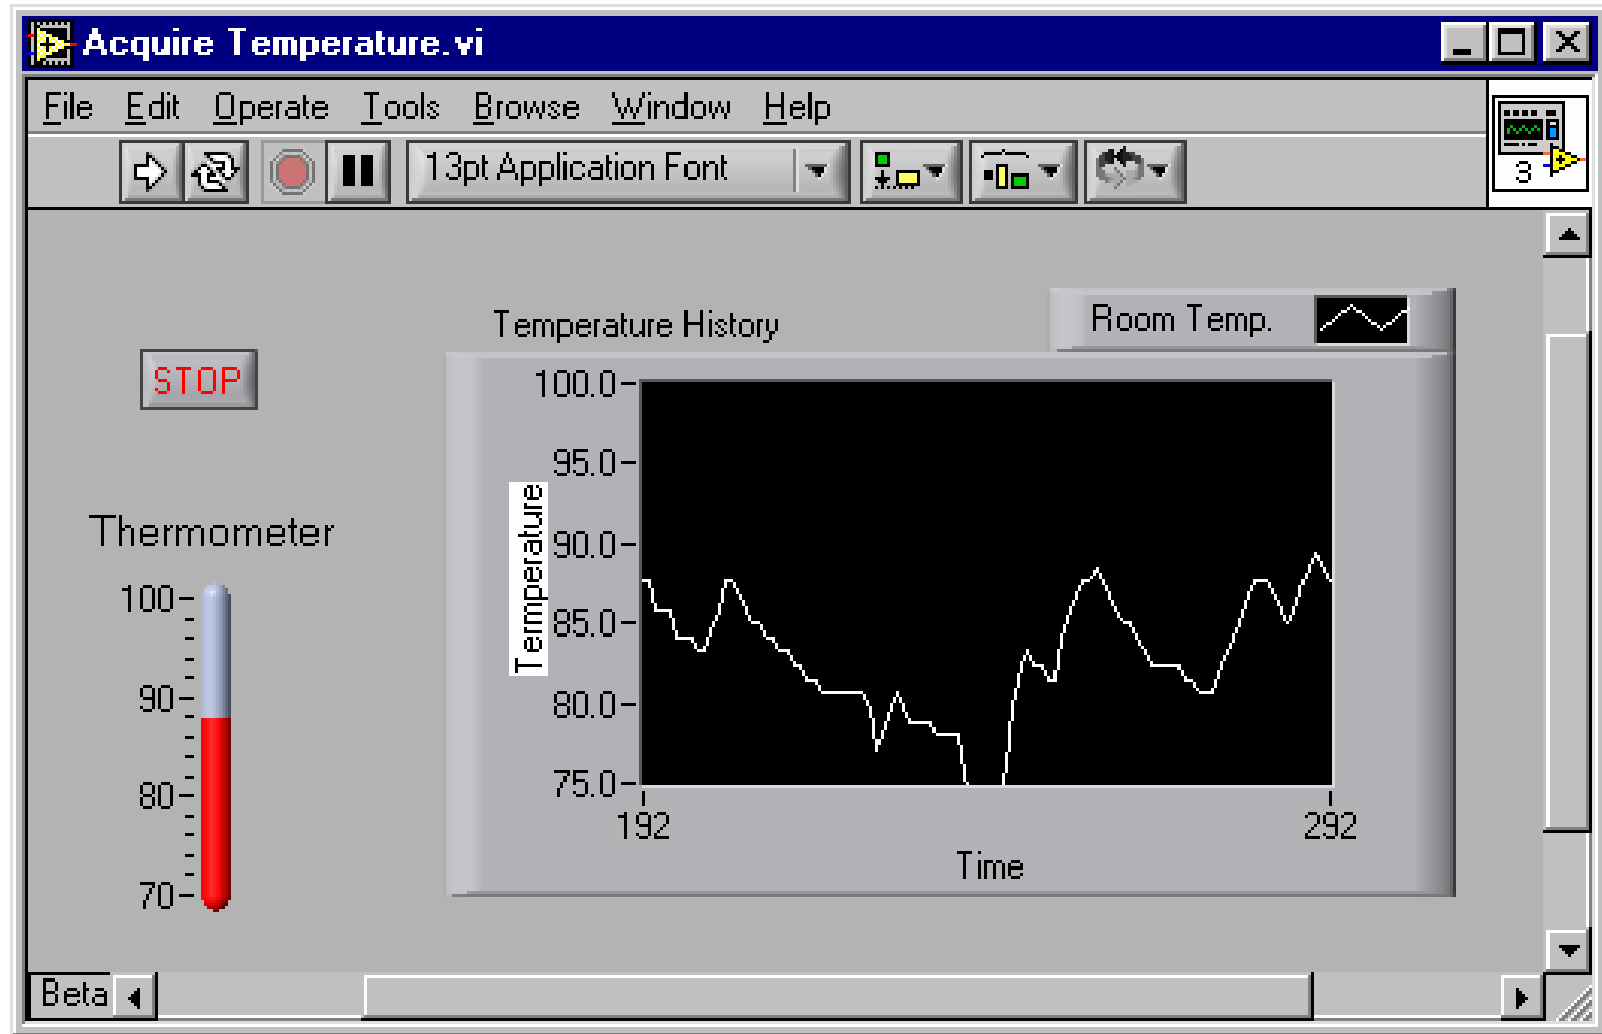 Acquire Temperature.vi
File Edit Operate Tools Browse Window Help
13pt Application Font
3
Temperature History
Room Temp.
STOP
100.0
95.0
90.0
85.0
80.0
75.0
Temperature
192
292
Time
Thermometer
100
90
80
70
Beta